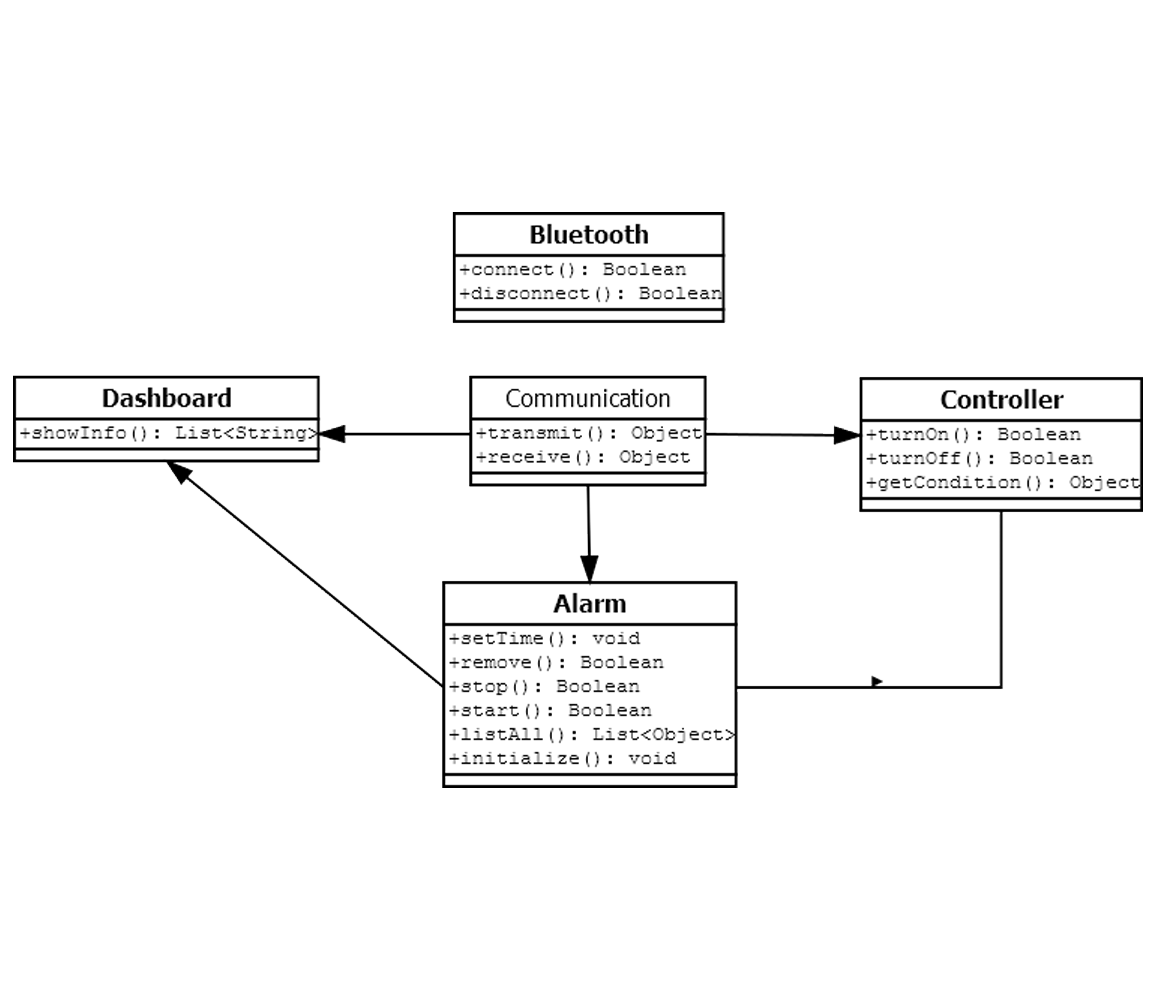 Bluetooth
+connect(): Boolean
+disconnect(): Boolean
Dashboard
+showInfo(): List<String>
Communication
+transmit(): Object
+receive(): Object
Controller
+turnOn(): Boolean
+turnOff(): Boolean
+getCondition(): Object
Alarm
+setTime(): void
+remove(): Boolean
+stop(): Boolean
+start(): Boolean
+listAll(): List<Object>
+initialize(): void